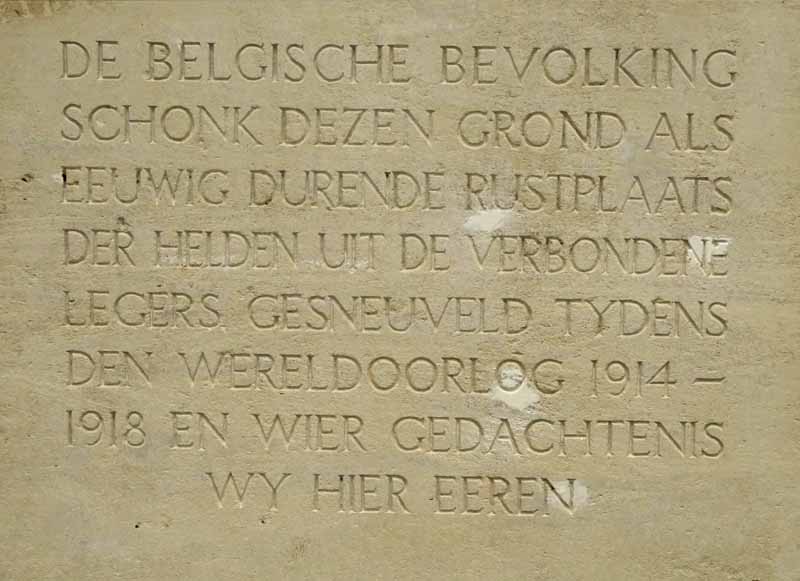 DE BELGISCHE BEVOLKING
SCHONK DEZEN GROND ALS
EEUWIG DURENDE RUSTPLAATS
DER HELDEN UIT DE VERBONDENE
LEGERS GESNEUVELD TYDENS
DEN WERELDOORLOG 1914 –
1918 EN WIER GEDACHTENIS
WY HIER EEREN